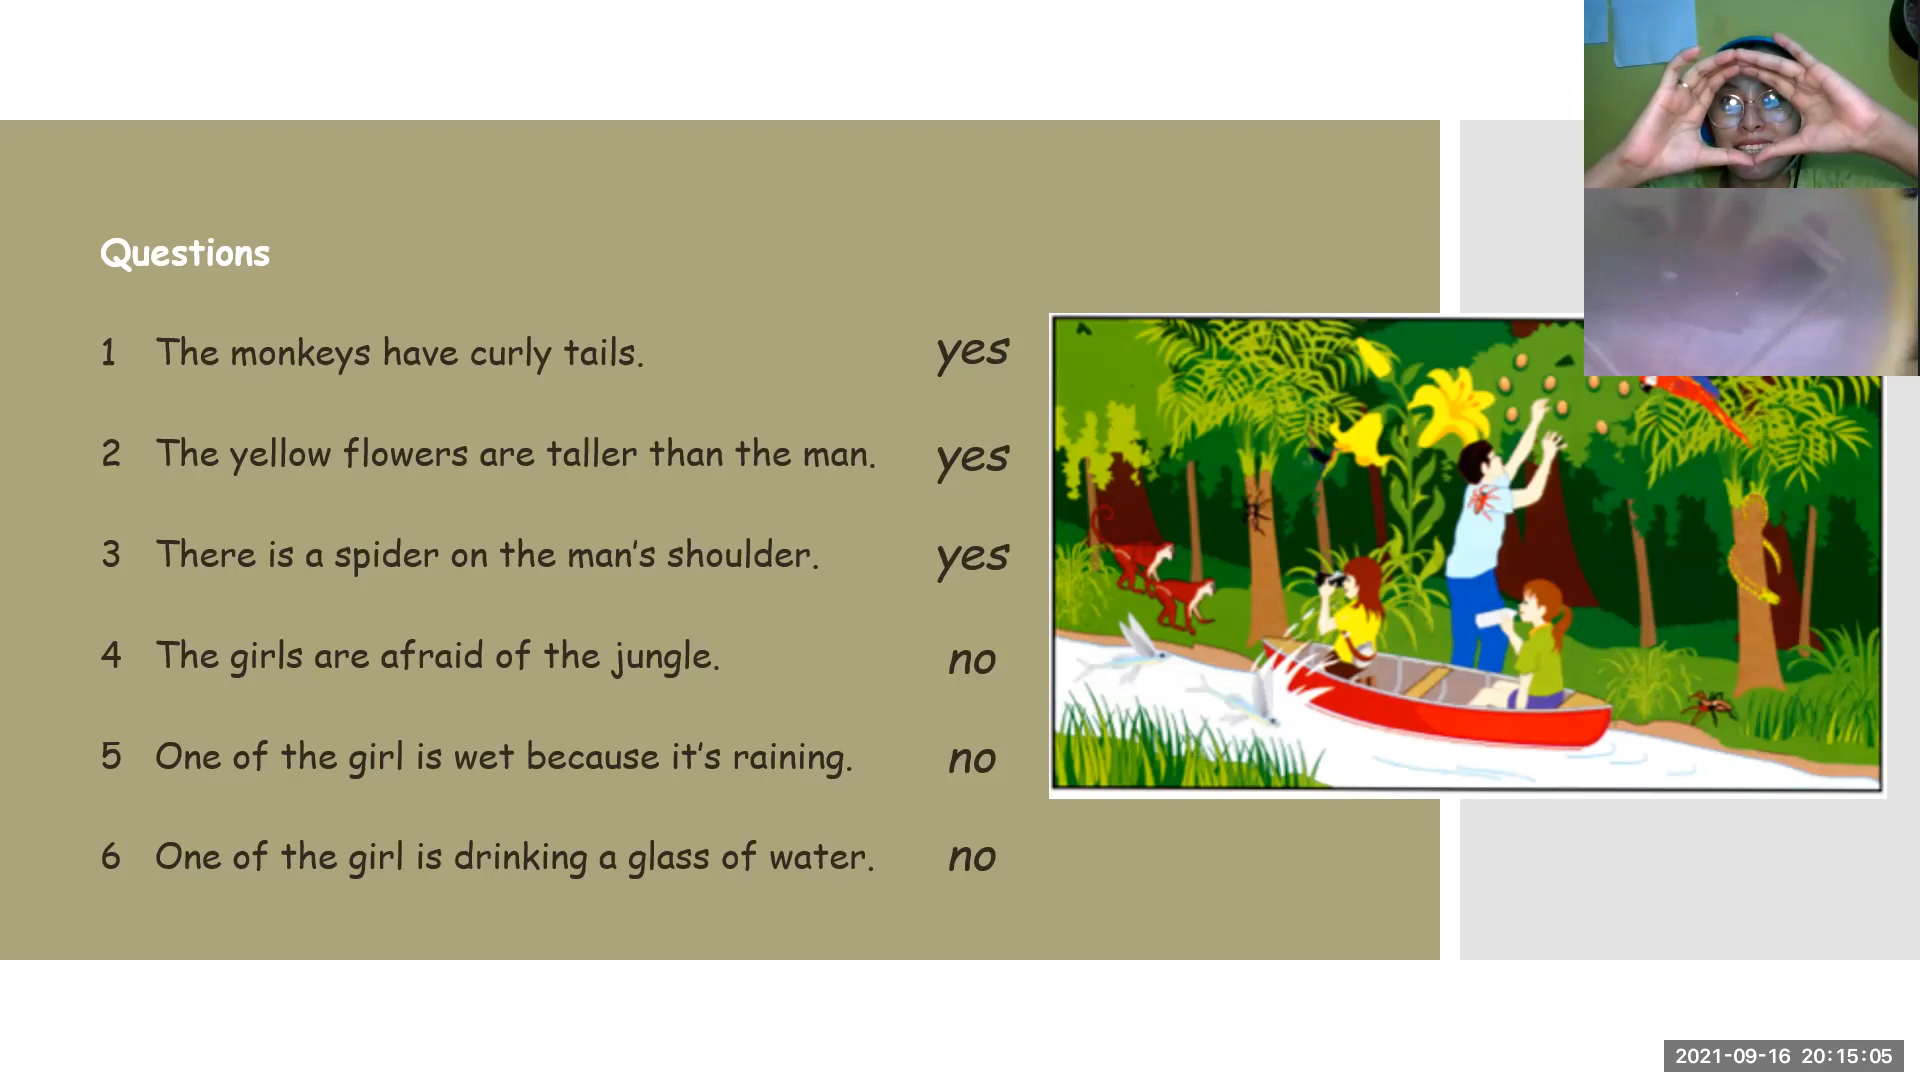 Questions
1 The monkeys have curly tails. yes
2 The yellow flowers are taller than the man. yes
3 There is a spider on the man's shoulder. yes
4 The girls are afraid of the jungle. no
5 One of the girl is wet because it's raining. no
6 One of the girl is drinking a glass of water. no
2021-09-16 20:15:05